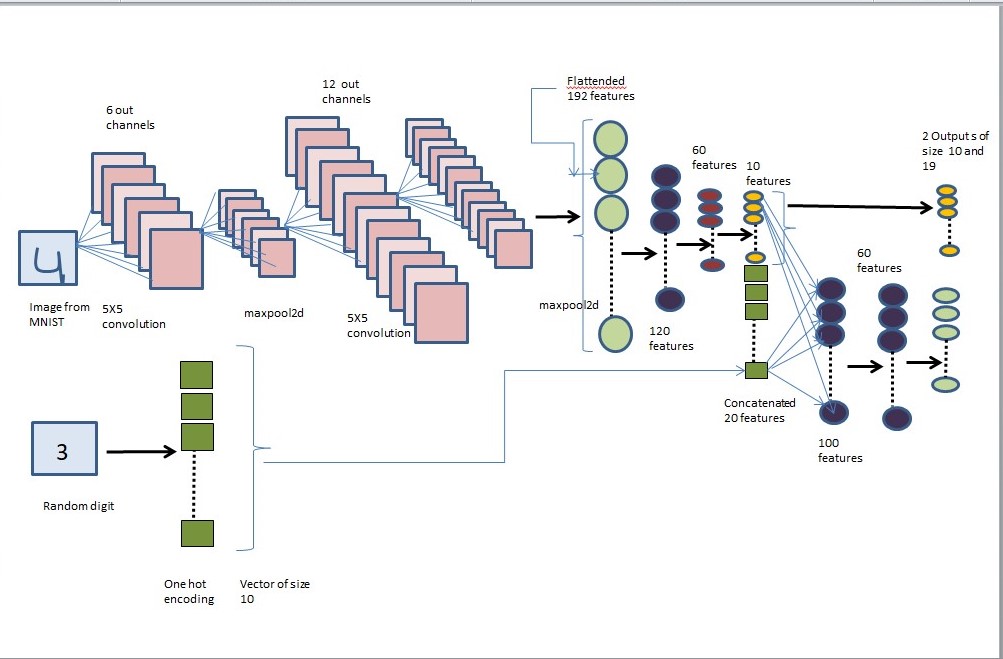 6 out
channels
12 out
channels
Flattended
192 features
60
features
10
features
2 Outputs of
size 10 and
19
4
Image from
MNIST
5X5
convolution
maxpool2d
5X5
convolution
maxpool2d
120
features
60
features
Concatenated
20 features
100
features
3
Random digit
One hot
encoding
Vector of size
10